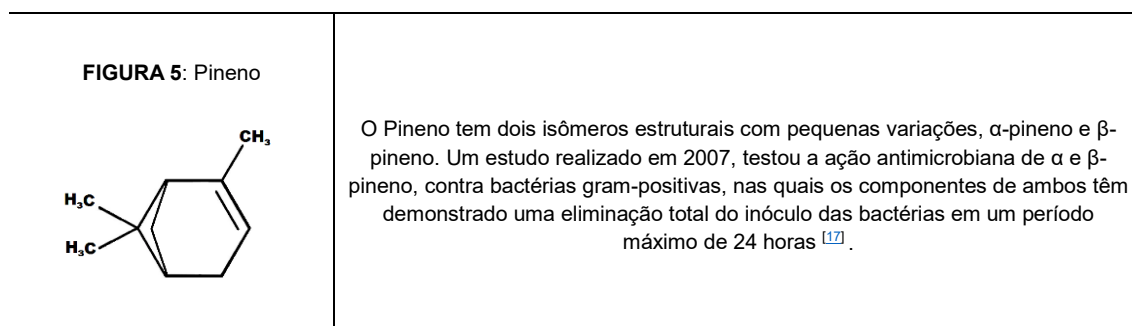 FIGURA 5: Pineno
CH₃
H₃C
H₃C
O Pineno tem dois isômeros estruturais com pequenas variações, α-pineno e β-
pineno. Um estudo realizado em 2007, testou a ação antimicrobiana de α e β-
pineno, contra bactérias gram-positivas, nas quais os componentes de ambos têm
demonstrado uma eliminação total do inóculo das bactérias em um período
máximo de 24 horas [17] .